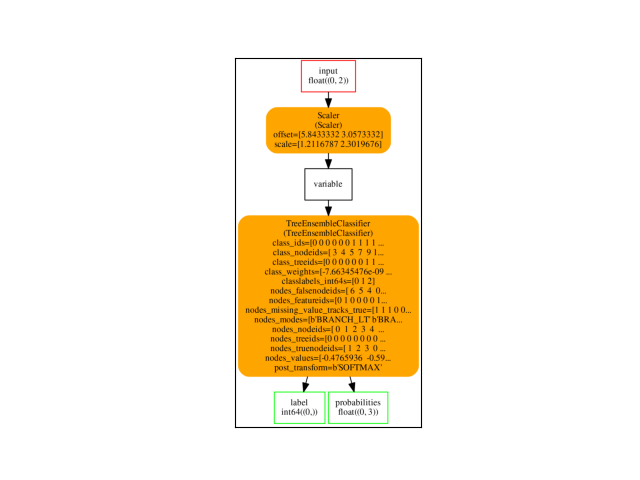 input
float((0, 2))
Scaler
(Scaler)
offset=[5.8433332 3.0573332]
scale=[1.2116787 2.3019676]
variable
TreeEnsembleClassifier
(TreeEnsembleClassifier)
class_ids=[0 0 0 0 0 0 1 1 1 1 ...
class_nodeids=[ 3 4 5 7 9 1...
class_treeids=[0 0 0 0 0 0 1 1 ...
class_weights=[-7.66345476e-09 ...
classlabels_int64s=[0 1 2]
nodes_falsenodeids=[ 6 5 4 0...
nodes_featureids=[0 1 0 0 0 0 1...
nodes_missing_value_tracks_true=[1 1 1 0 0...
nodes_modes=[b'BRANCH_LT' b'BRA...
nodes_nodeids=[ 0 1 2 3 4 ...
nodes_treeids=[0 0 0 0 0 0 0 0 ...
nodes_truenodeids=[ 1 2 3 0 ...
nodes_values=[-0.4765936 -0.59...
post_transform=b'SOFTMAX'
label
int64((0,))
probabilities
float((0, 3))